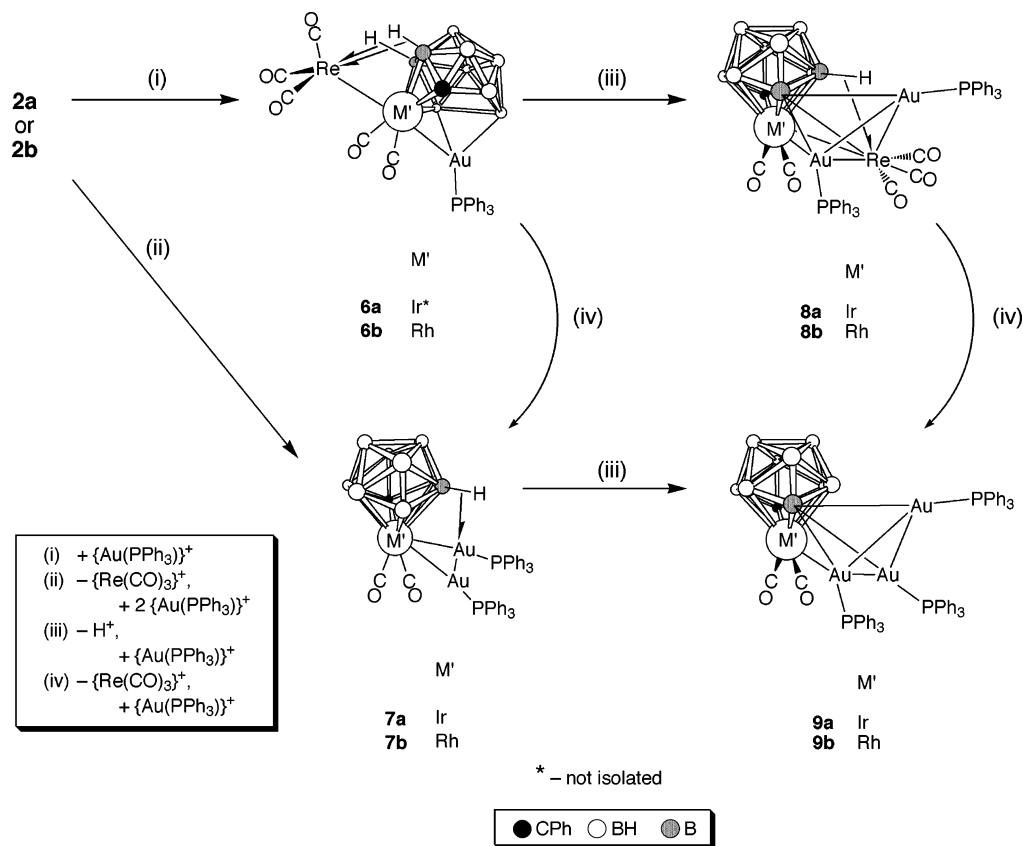 2a
or
2b
(i)
(ii)
(iii)
(iv)
C
O
OC
OC
Re
H
H
M'
C
O
C
O
Au
PPh3
M'
6a Ir*
6b Rh
H
M'
Au
PPh3
Au
Re
CO
CO
C
O
C
O
C
O
PPh3
M'
8a Ir
8b Rh
(iv)
H
M'
C
O
C
O
Au
PPh3
Au
PPh3
M'
7a Ir
7b Rh
(iii)
M'
C
O
C
O
Au
PPh3
Au
Au
PPh3
PPh3
M'
9a Ir
9b Rh
(i) + {Au(PPh3)}+
(ii) – {Re(CO)3}+,
+ 2 {Au(PPh3)}+
(iii) – H+,
+ {Au(PPh3)}+
(iv) – {Re(CO)3}+,
+ {Au(PPh3)}+
* – not isolated
CPh BH B